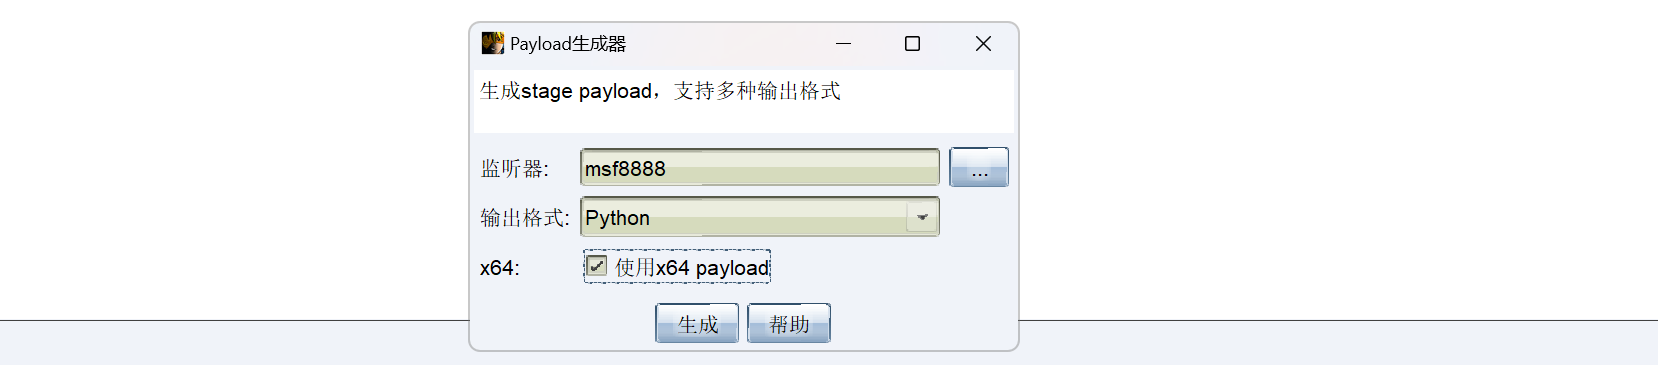 Payload生成器
生成stage payload，支持多种输出格式
监听器: msf8888 ...
输出格式: Python
x64: 使用x64 payload
生成 帮助